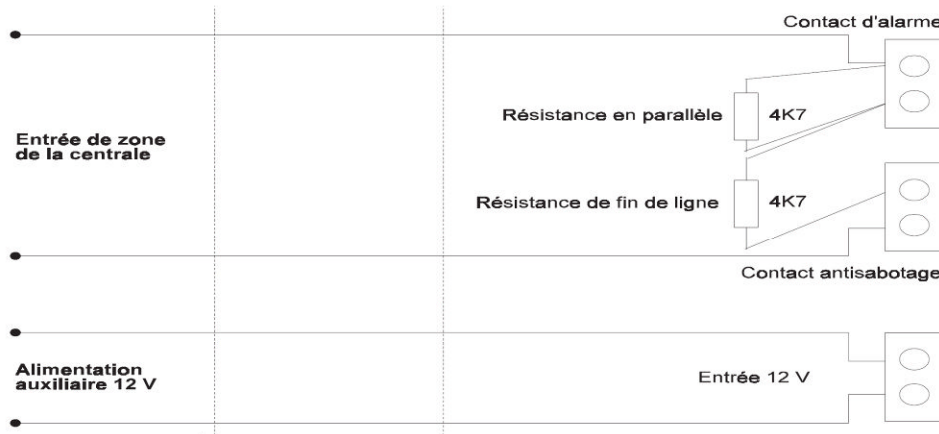 Contact d'alarme
Résistance en parallèle
4K7
Entrée de zone
de la centrale
Résistance de fin de ligne
4K7
Contact antisabotage
Alimentation
auxiliaire 12 V
Entrée 12 V